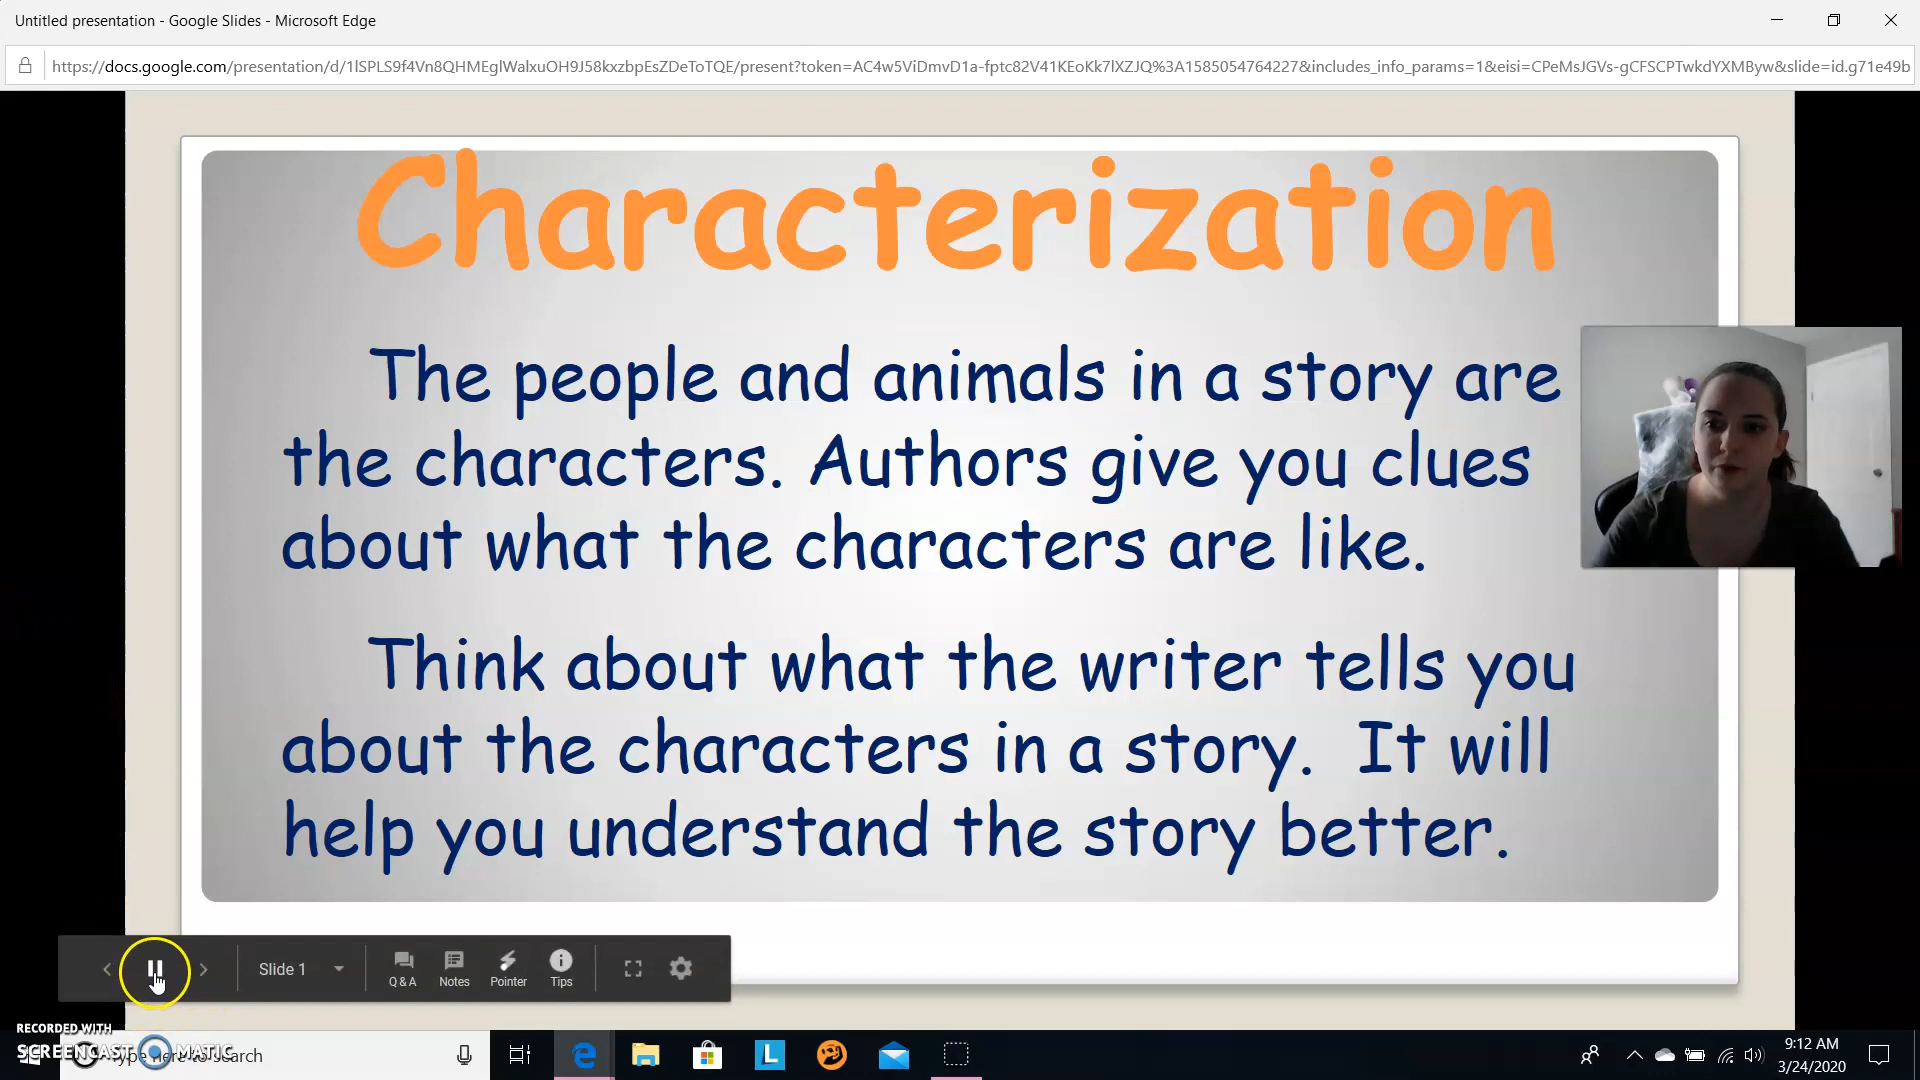 Untitled presentation - Google Slides - Microsoft Edge
https://docs.google.com/presentation/d/1lSPLS9f4Vn8QHMEglWalxuOH9J58kxzbpEsZDeToTQE/present?token=AC4w5ViDmvD1a-fptc82V41KEoKk7lXZJQ%3A1585054764227&includes_info_params=1&eisi=CPeMsJGVs-gCFSCPTwkdYXMByw&slide=id.g71e49b
Characterization
The people and animals in a story are
the characters. Authors give you clues
about what the characters are like.
Think about what the writer tells you
about the characters in a story.  It will
help you understand the story better.
Slide 1
Q & A
Notes
Pointer
Tips
RECORDED WITH
SCREENCAST MATIC
Type here to search
L
9:12 AM
3/24/2020